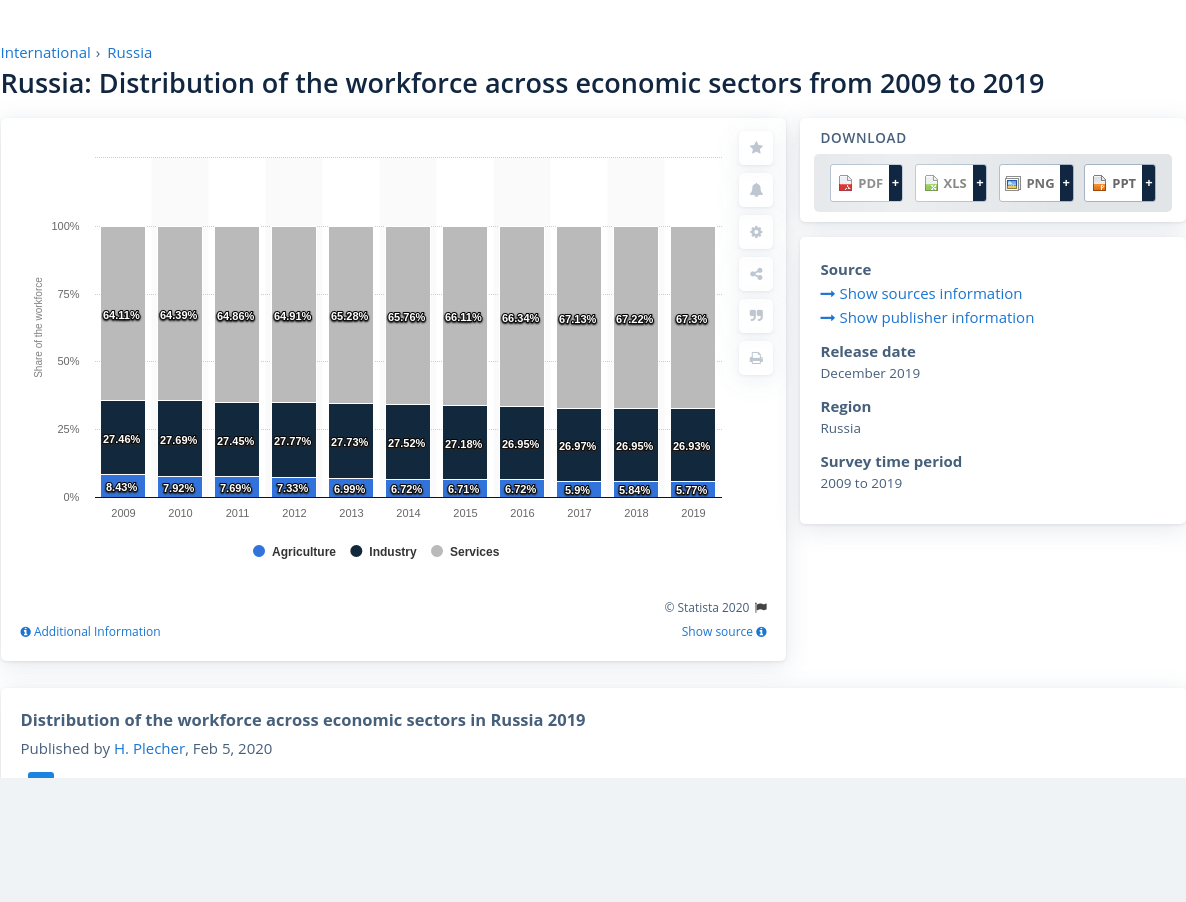 International › Russia
Russia: Distribution of the workforce across economic sectors from 2009 to 2019
Share of the workforce
100%
75%
50%
25%
0%
64.11% 64.39% 64.86% 64.91% 65.28% 65.76% 66.11% 66.34% 67.13% 67.22% 67.3%
27.46% 27.69% 27.45% 27.77% 27.73% 27.52% 27.18% 26.95% 26.97% 26.95% 26.93%
8.43% 7.92% 7.69% 7.33% 6.99% 6.72% 6.71% 6.72% 5.9% 5.84% 5.77%
2009 2010 2011 2012 2013 2014 2015 2016 2017 2018 2019
Agriculture Industry Services
© Statista 2020
Additional Information Show source
DOWNLOAD
PDF + XLS + PNG + PPT +
Source
Show sources information
Show publisher information
Release date
December 2019
Region
Russia
Survey time period
2009 to 2019
Distribution of the workforce across economic sectors in Russia 2019
Published by H. Plecher, Feb 5, 2020